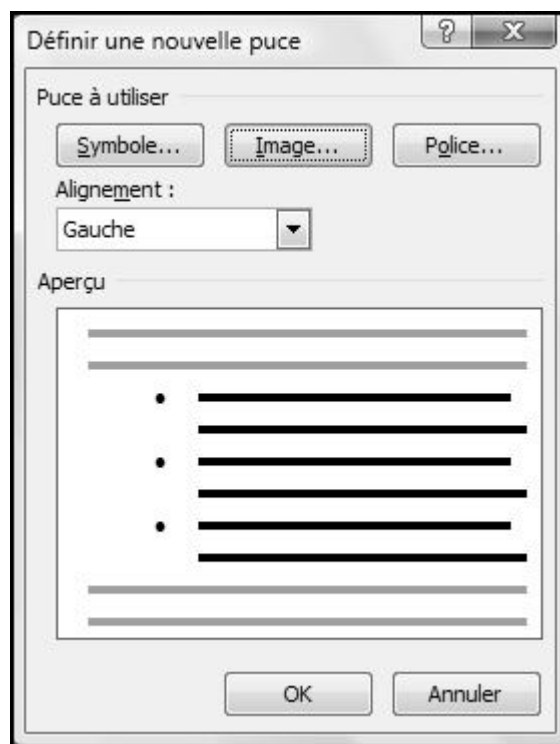 Définir une nouvelle puce
Puce à utiliser
Symbole... Image... Police...
Alignement :
Gauche
Aperçu
OK Annuler